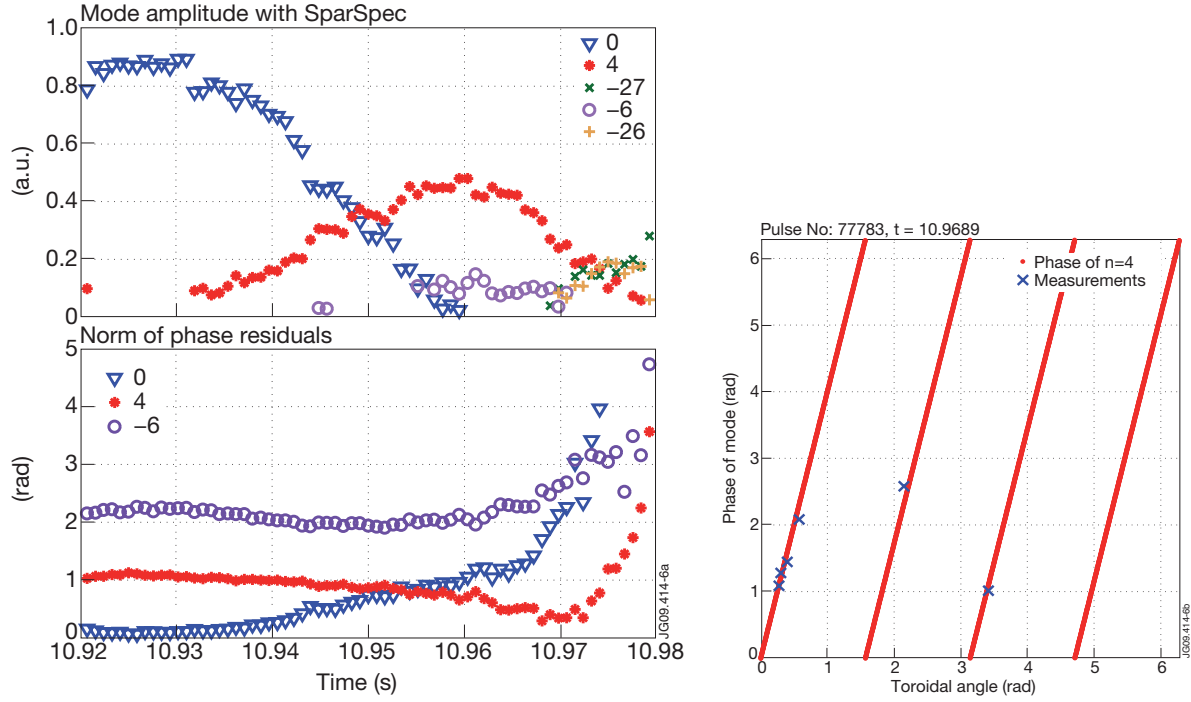 Mode amplitude with SparSpec
1.0
0.8
0.6
0.4
0.2
0
(a.u.)
0
4
−27
−6
−26
Norm of phase residuals
5
4
3
2
1
0
(rad)
0
4
−6
10.92 10.93 10.94 10.95 10.96 10.97 10.98
Time (s)
JG09.414-6a
Pulse No: 77783, t = 10.9689
Phase of n=4
Measurements
6
5
4
3
2
1
0
Phase of mode (rad)
0 1 2 3 4 5 6
Toroidal angle (rad)
JG09.414-6b